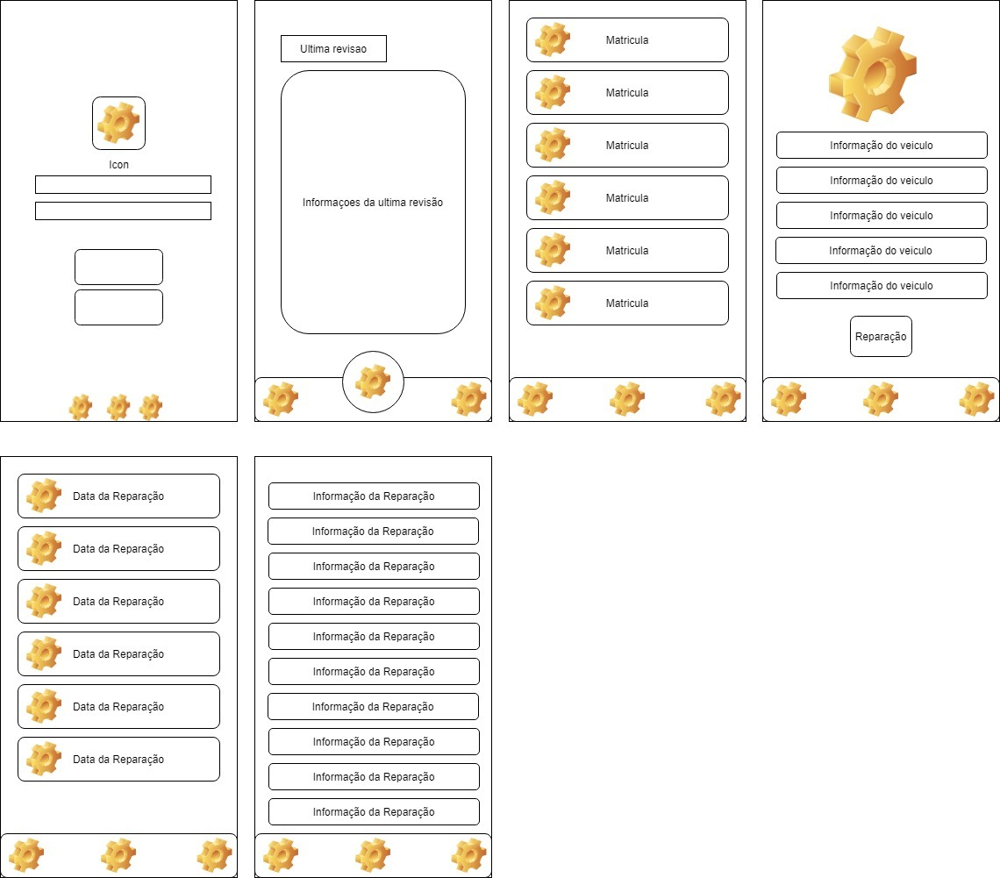 Icon
Ultima revisao
Informaçoes da ultima revisão
Matricula
Matricula
Matricula
Matricula
Matricula
Matricula
Informação do veiculo
Informação do veiculo
Informação do veiculo
Informação do veiculo
Informação do veiculo
Reparação
Data da Reparação
Data da Reparação
Data da Reparação
Data da Reparação
Data da Reparação
Data da Reparação
Informação da Reparação
Informação da Reparação
Informação da Reparação
Informação da Reparação
Informação da Reparação
Informação da Reparação
Informação da Reparação
Informação da Reparação
Informação da Reparação
Informação da Reparação